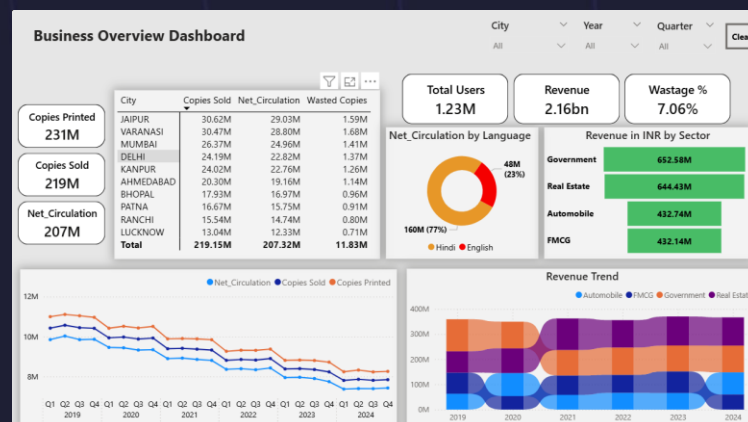 Business Overview Dashboard
City Year Quarter
All All All
Clea
Copies Printed
231M
Copies Sold
219M
Net_Circulation
207M
City Copies Sold Net_Circulation Wasted Copies
JAIPUR 30.62M 29.03M 1.59M
VARANASI 30.47M 28.80M 1.68M
MUMBAI 26.37M 24.96M 1.41M
DELHI 24.19M 22.82M 1.37M
KANPUR 24.02M 22.76M 1.26M
AHMEDABAD 20.30M 19.16M 1.14M
BHOPAL 17.93M 16.97M 0.96M
PATNA 16.67M 15.75M 0.91M
RANCHI 15.54M 14.74M 0.80M
LUCKNOW 13.04M 12.33M 0.71M
Total 219.15M 207.32M 11.83M
Total Users
1.23M
Revenue
2.16bn
Wastage %
7.06%
Net_Circulation by Language
48M
(23%)
160M (77%)
Hindi English
Revenue in INR by Sector
Government 652.58M
Real Estate 644.43M
Automobile 432.74M
FMCG 432.14M
Net_Circulation Copies Sold Copies Printed
12M
10M
8M
Q1 Q2 Q3 Q4 Q1 Q2 Q3 Q4 Q1 Q2 Q3 Q4 Q1 Q2 Q3 Q4 Q1 Q2 Q3 Q4 Q1 Q2 Q3 Q4
2019 2020 2021 2022 2023 2024
Revenue Trend
Automobile FMCG Government Real Estat
400M
300M
200M
100M
0M
2019 2020 2021 2022 2023 2024